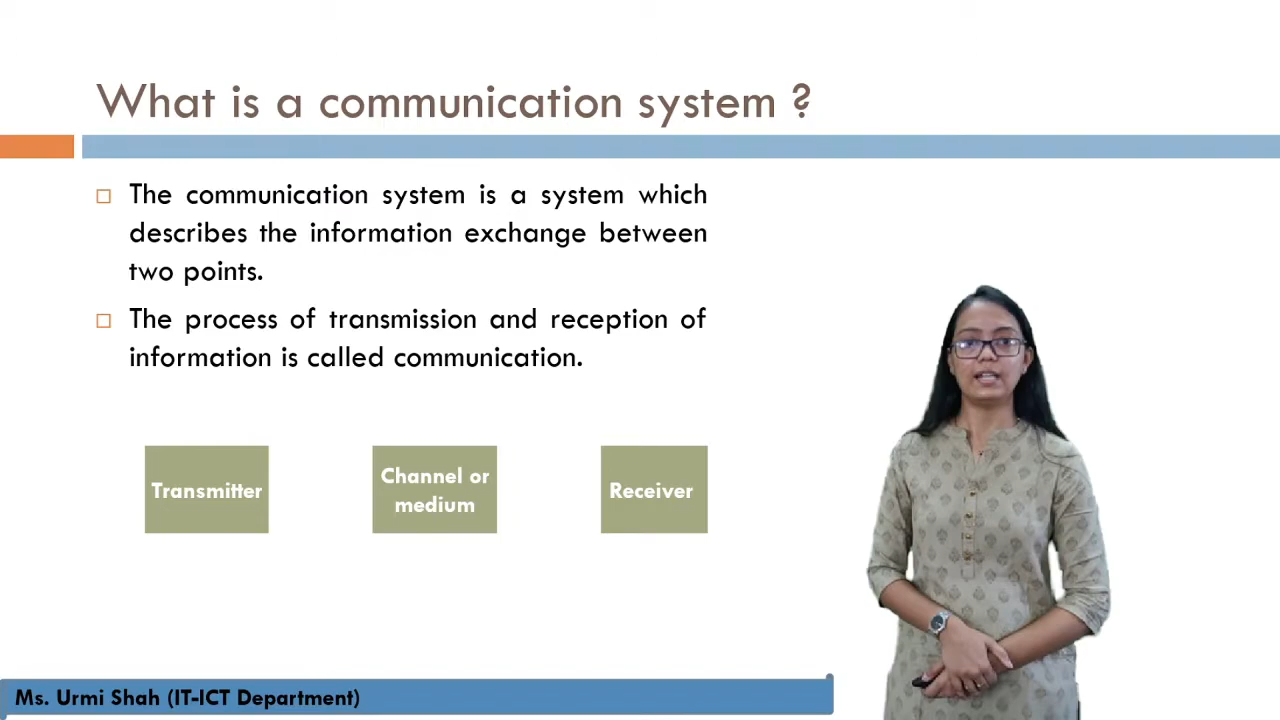 What is a communication system ?
The communication system is a system which
describes the information exchange between
two points.
The process of transmission and reception of
information is called communication.
Transmitter
Channel or
medium
Receiver
Ms. Urmi Shah (IT-ICT Department)